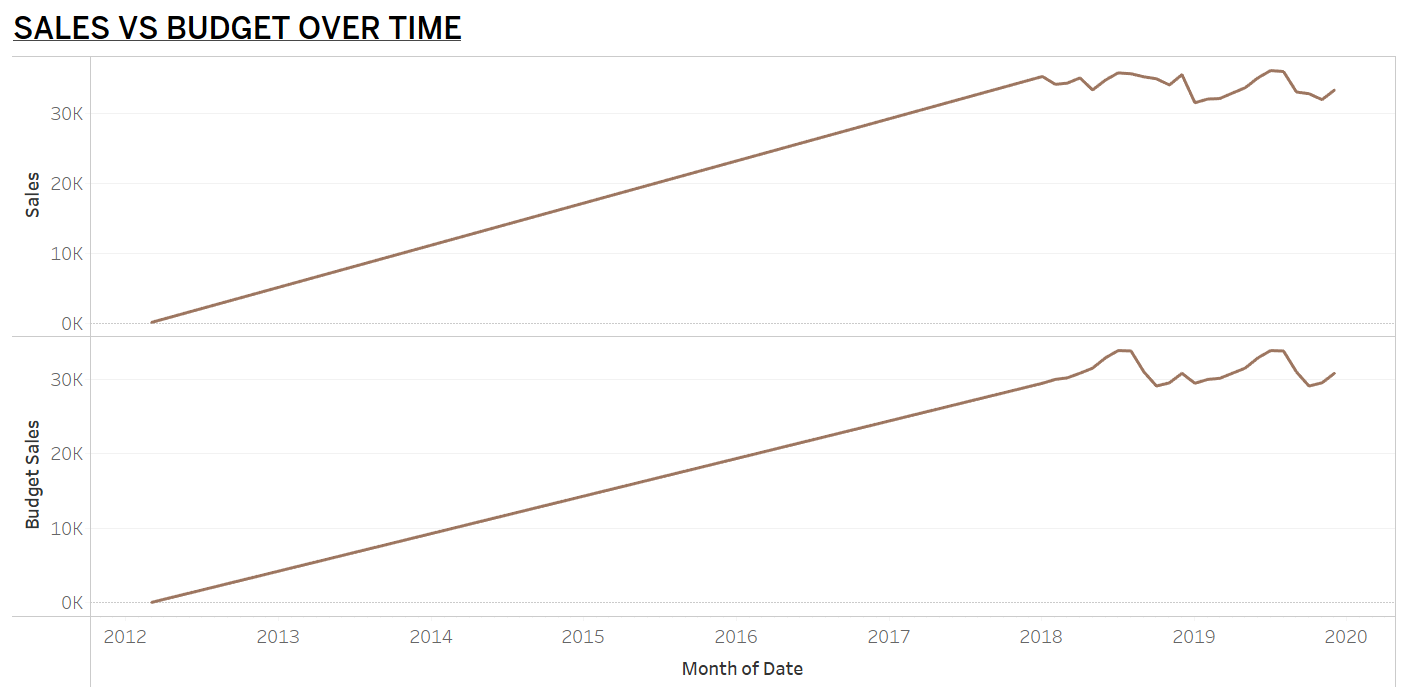 SALES VS BUDGET OVER TIME
30K
20K
10K
0K
Sales
30K
20K
10K
0K
Budget Sales
2012 2013 2014 2015 2016 2017 2018 2019 2020
Month of Date